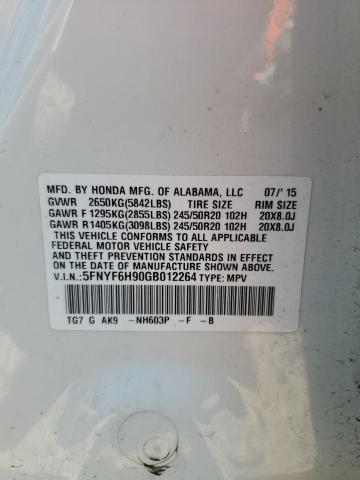 MFD. BY HONDA MFG. OF ALABAMA, LLC 07/'15
GVWR 2650KG(5842LBS) TIRE SIZE RIM SIZE
GAWR F 1295KG(2855LBS) 245/50R20 102H 20X8.0J
GAWR R 1405KG(3098LBS) 245/50R20 102H 20X8.0J
THIS VEHICLE CONFORMS TO ALL APPLICABLE
FEDERAL MOTOR VEHICLE SAFETY AND
THEFT PREVENTION STANDARDS IN EFFECT ON
THE DATE OF MANUFACTURE SHOWN ABOVE.
V.I.N.: 5FNYF6H90GB012264 TYPE: MPV
TG7 G AK9 -NH603P -F -B